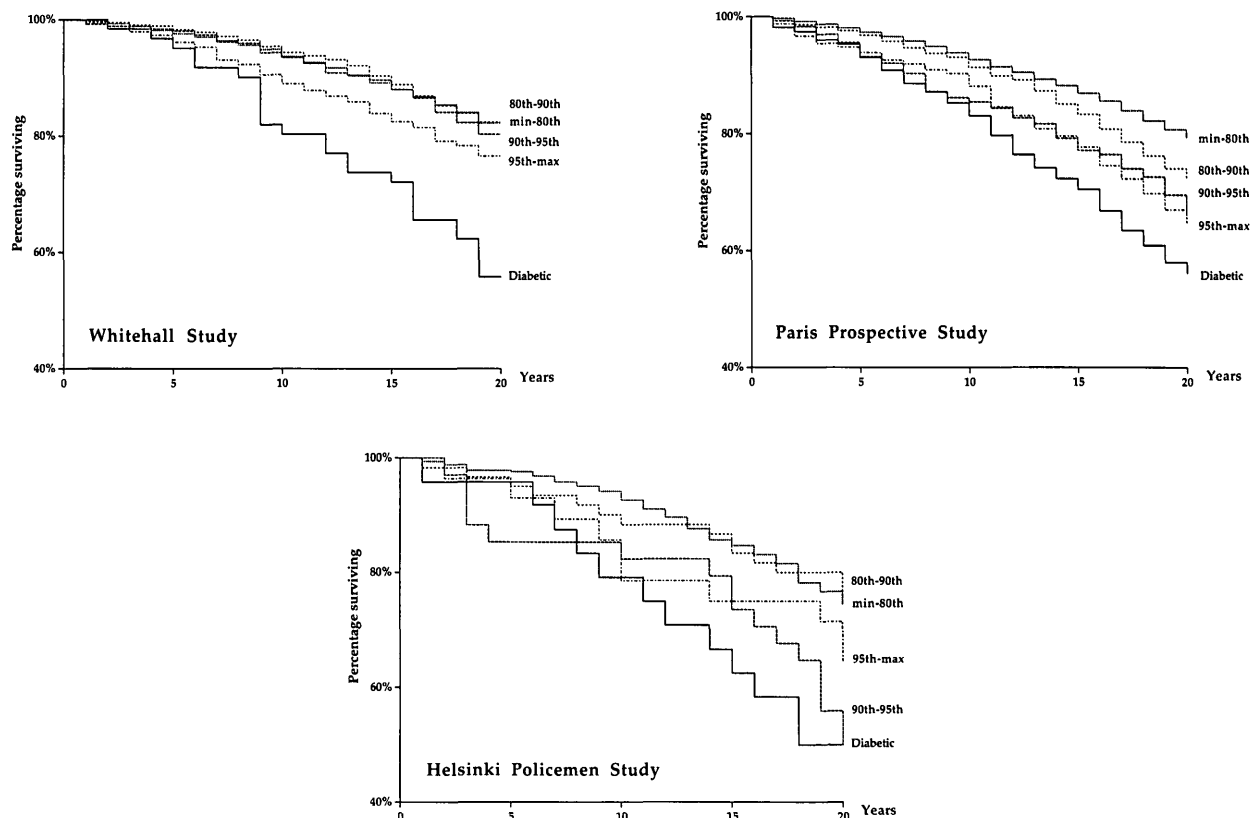 100%
80%
60%
40%
Percentage surviving
80th-90th
min-80th
90th-95th
95th-max
Diabetic
Whitehall Study
0 5 10 15 20 Years
100%
80%
60%
40%
Percentage surviving
min-80th
80th-90th
90th-95th
95th-max
Diabetic
Paris Prospective Study
0 5 10 15 20 Years
100%
80%
60%
40%
Percentage surviving
80th-90th
min-80th
95th-max
90th-95th
Diabetic
Helsinki Policemen Study
0 5 10 15 20 Years